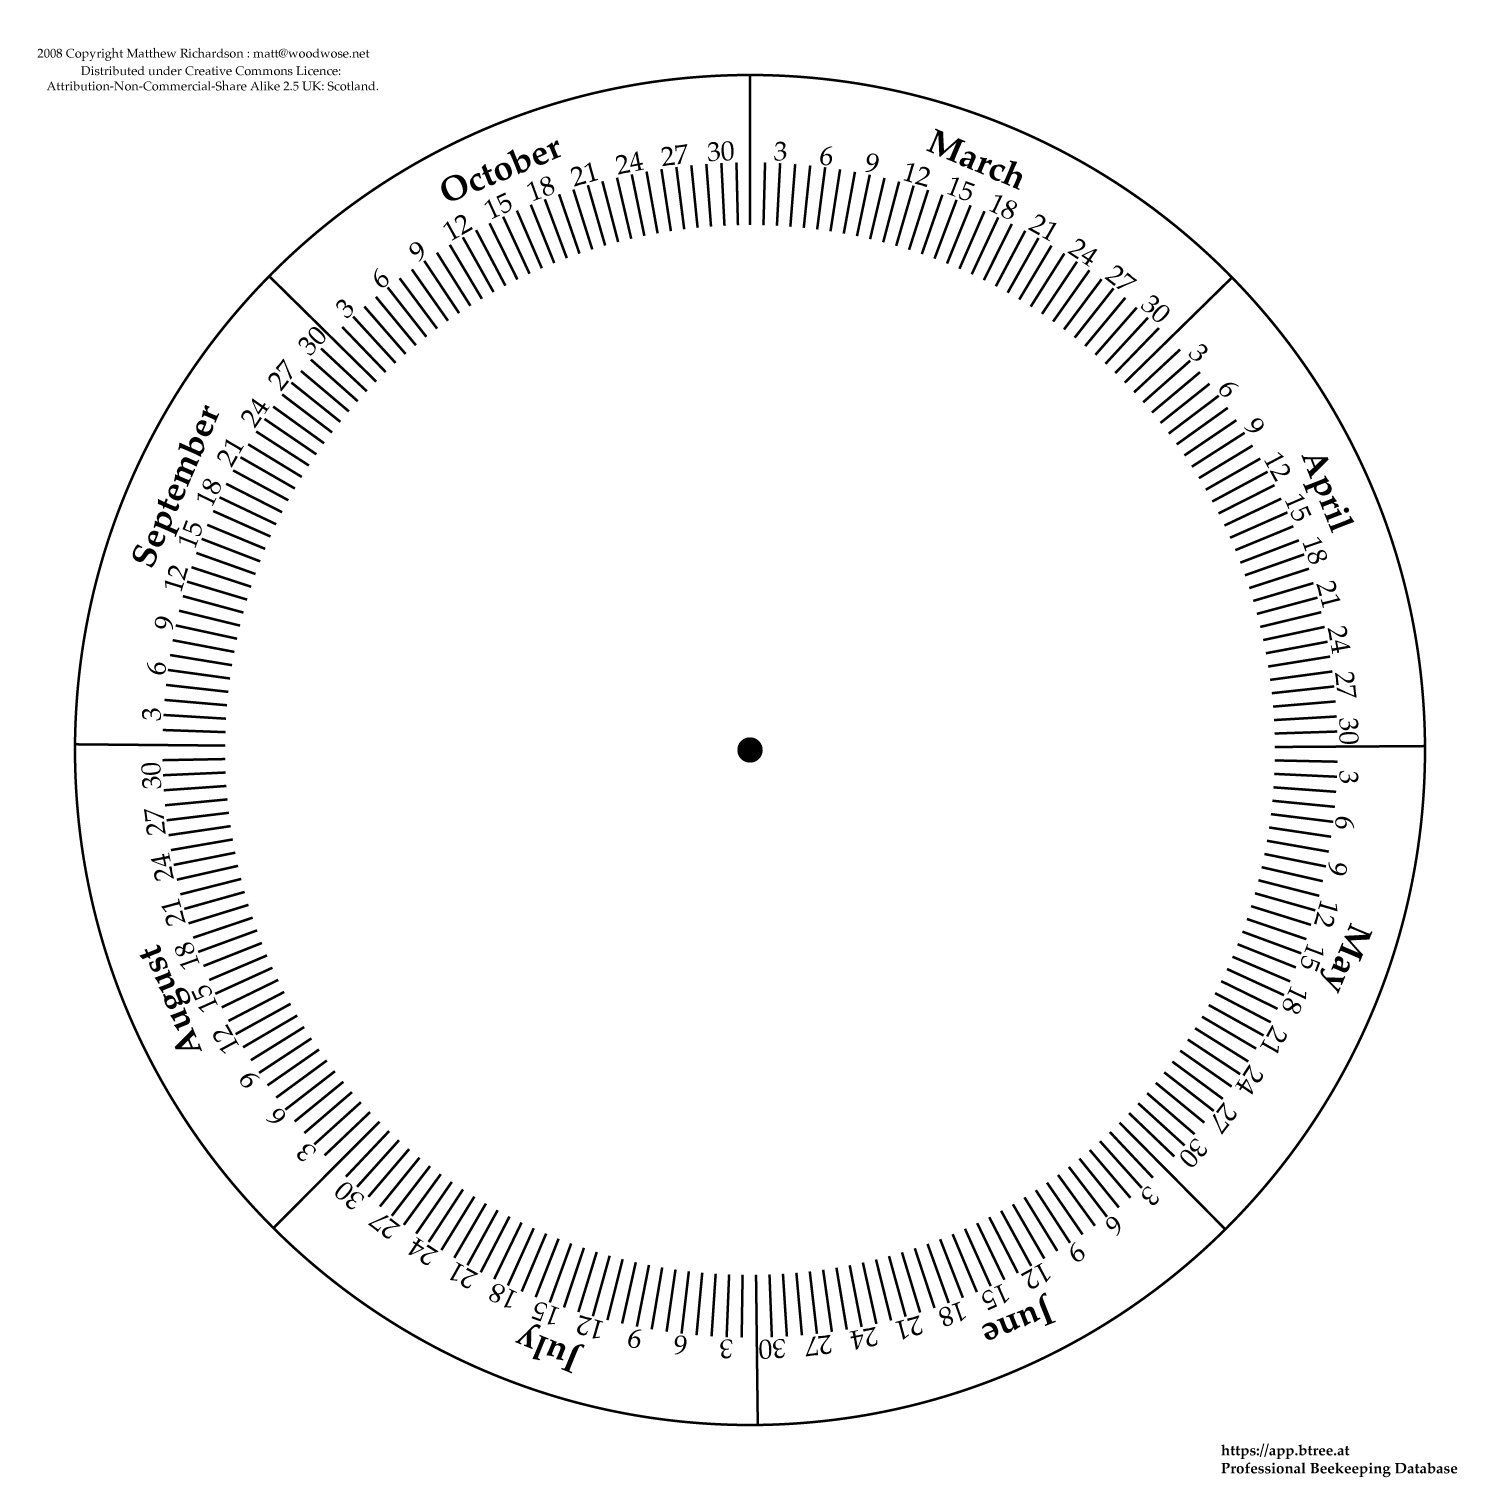 2008 Copyright Matthew Richardson : matt@woodwose.net
Distributed under Creative Commons Licence:
Attribution-Non-Commercial-Share Alike 2.5 UK: Scotland.
March
3 6 9 12 15 18 21 24 27 30
April
3 6 9 12 15 18 21 24 27 30
May
3 6 9 12 15 18 21 24 27 30
June
3 6 9 12 15 18 21 24 27 30
July
3 6 9 12 15 18 21 24 27 30
August
3 6 9 12 15 18 21 24 27 30
September
3 6 9 12 15 18 21 24 27 30
October
3 6 9 12 15 18 21 24 27 30
https://app.btree.at
Professional Beekeeping Database